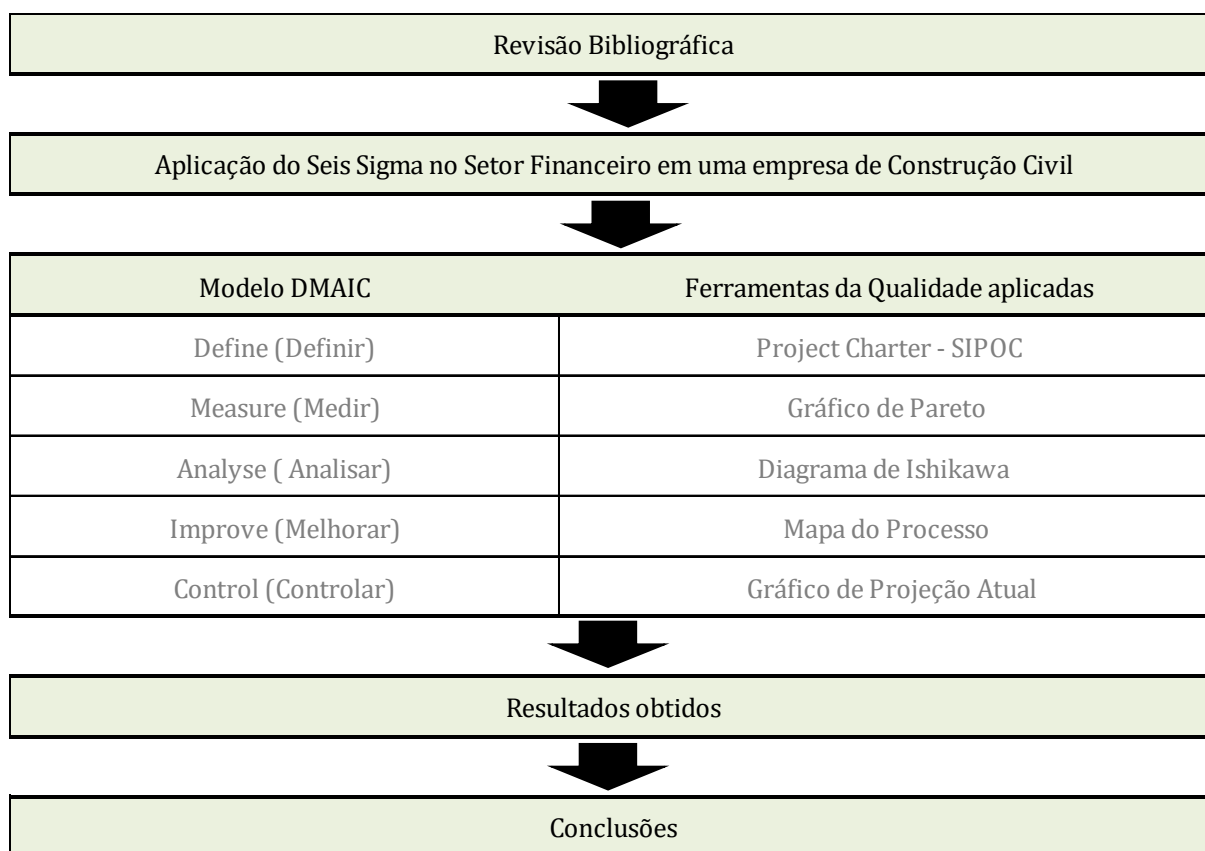 Revisão Bibliográfica
Aplicação do Seis Sigma no Setor Financeiro em uma empresa de Construção Civil
Modelo DMAIC
Ferramentas da Qualidade aplicadas
Define (Definir)
Project Charter - SIPOC
Measure (Medir)
Gráfico de Pareto
Analyse ( Analisar)
Diagrama de Ishikawa
Improve (Melhorar)
Mapa do Processo
Control (Controlar)
Gráfico de Projeção Atual
Resultados obtidos
Conclusões